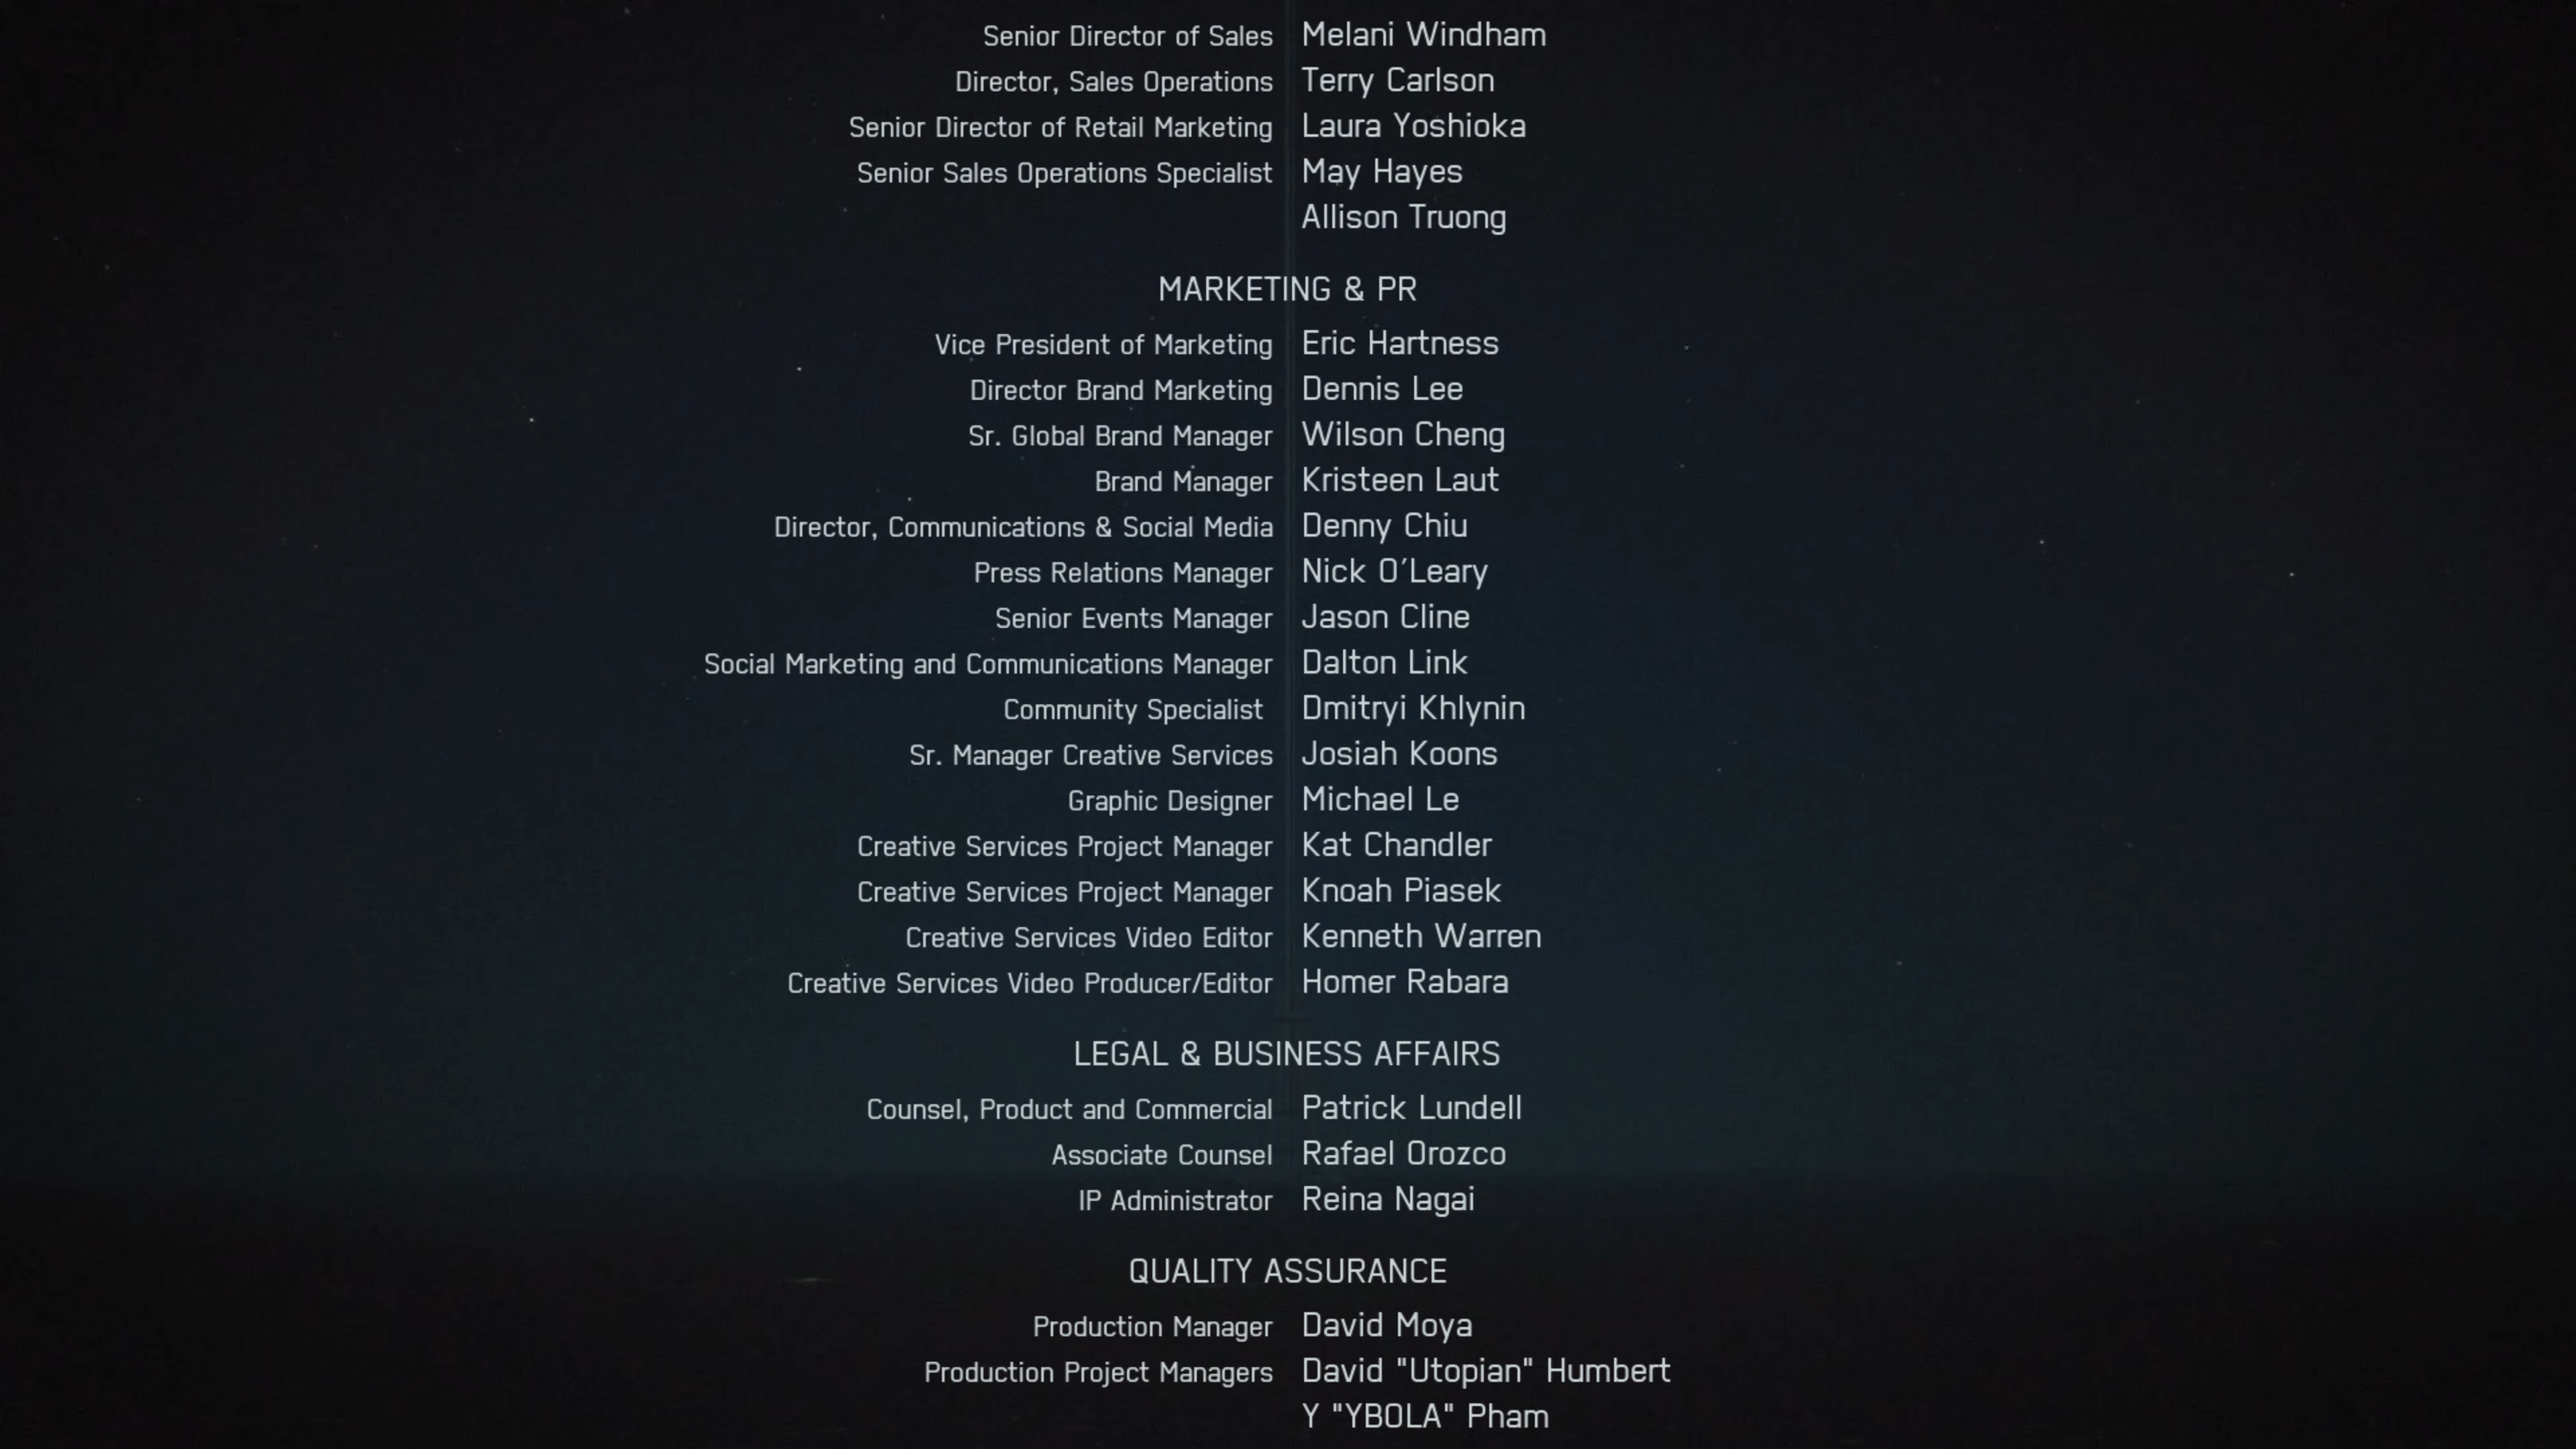 Senior Director of Sales Melani Windham
Director, Sales Operations Terry Carlson
Senior Director of Retail Marketing Laura Yoshioka
Senior Sales Operations Specialist May Hayes
Allison Truong
MARKETING & PR
Vice President of Marketing Eric Hartness
Director Brand Marketing Dennis Lee
Sr. Global Brand Manager Wilson Cheng
Brand Manager Kristeen Laut
Director, Communications & Social Media Denny Chiu
Press Relations Manager Nick O'Leary
Senior Events Manager Jason Cline
Social Marketing and Communications Manager Dalton Link
Community Specialist Dmitryi Khlynin
Sr. Manager Creative Services Josiah Koons
Graphic Designer Michael Le
Creative Services Project Manager Kat Chandler
Creative Services Project Manager Knoah Piasek
Creative Services Video Editor Kenneth Warren
Creative Services Video Producer/Editor Homer Rabara
LEGAL & BUSINESS AFFAIRS
Counsel, Product and Commercial Patrick Lundell
Associate Counsel Rafael Orozco
IP Administrator Reina Nagai
QUALITY ASSURANCE
Production Manager David Moya
Production Project Managers David "Utopian" Humbert
Y "YBOLA" Pham